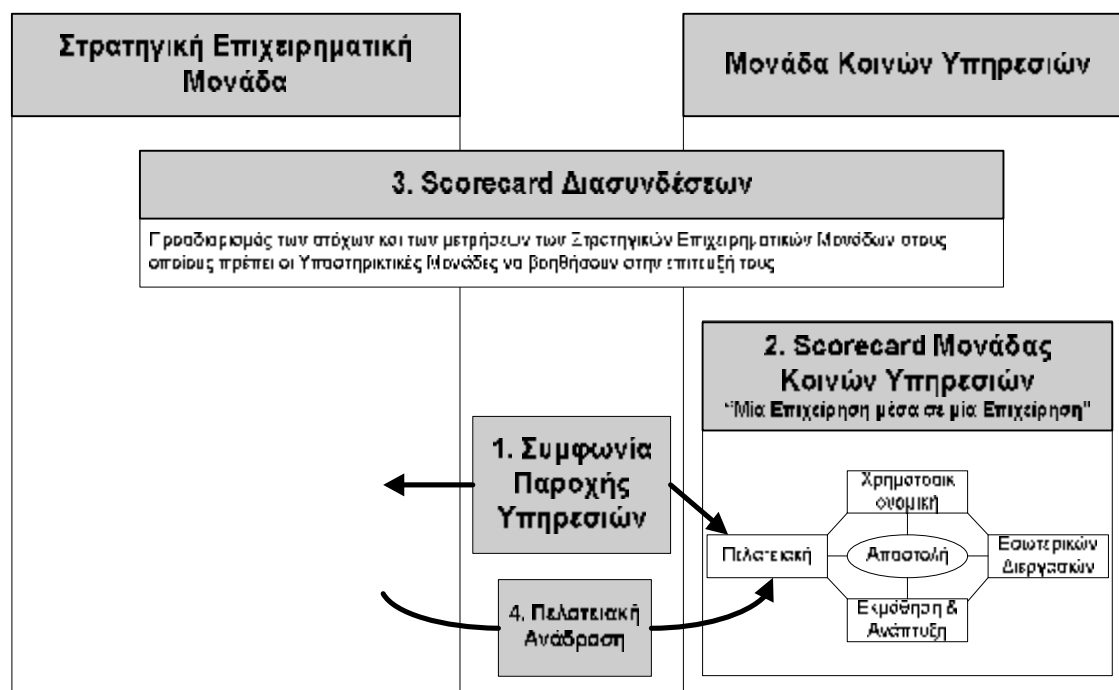 Στρατηγική Επιχειρηματική
Μονάδα
Μονάδα Κοινών Υπηρεσιών
3. Scorecard Διασυνδέσεων
Προσδιορισμός των στόχων και των μετρήσεων των Στρατηγικών Επιχειρηματικών Μονάδων στους
οποίους πρέπει οι Υποστηρικτικές Μονάδες να βοηθήσουν στην επιτευξή τους
2. Scorecard Μονάδας
Κοινών Υπηρεσιών
“Μία Επιχείρηση μέσα σε μία Επιχείρηση”
1. Συμφωνία
Παροχής
Υπηρεσιών
Χρηματοοικ
ονομική
Πελατειακή
Αποστολή
Εσωτερικών
Διεργασιών
Εκμάθηση &
Ανάπτυξη
4. Πελατειακή
Ανάδραση